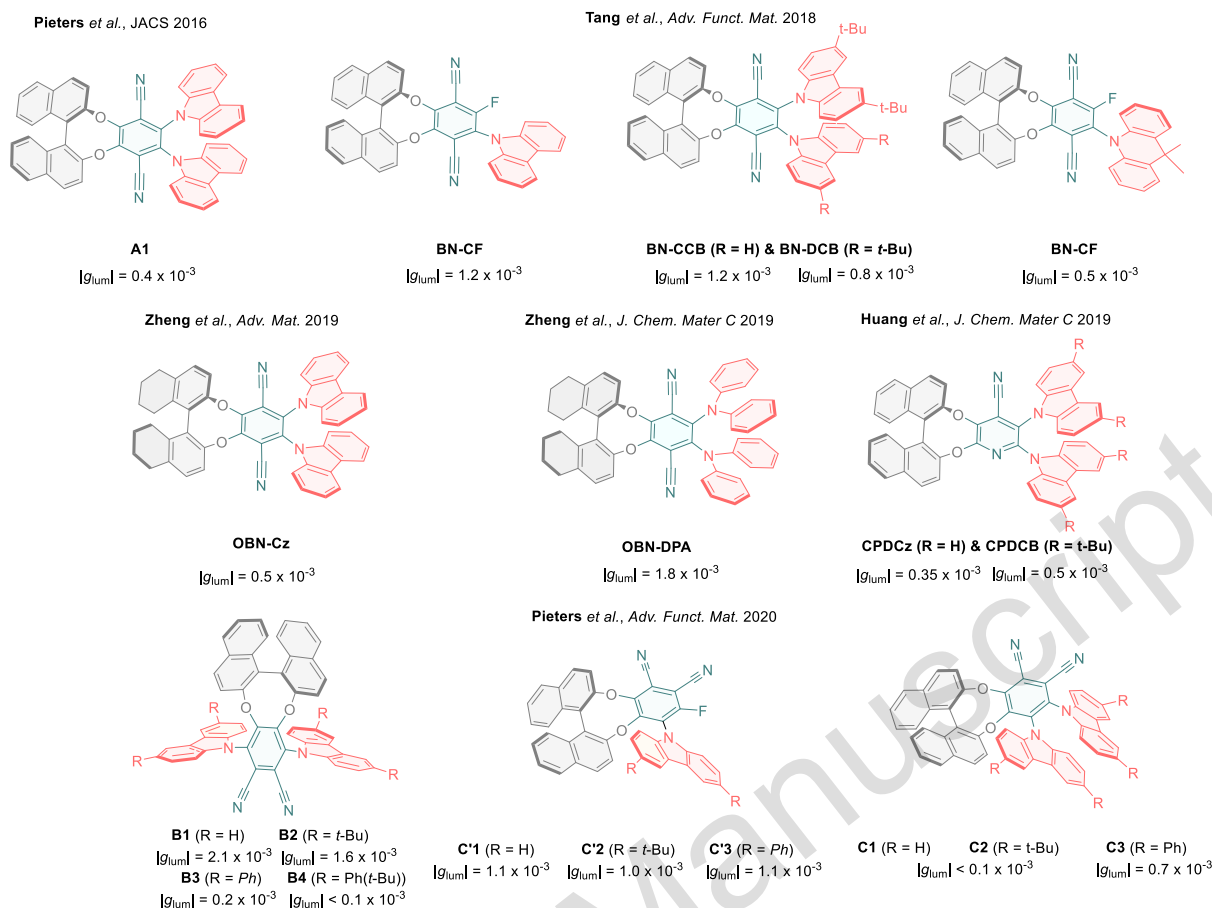 Pieters et al., JACS 2016
Tang et al., Adv. Funct. Mat. 2018
N
O
O
N
N
N
A1
|glum| = 0.4 x 10-3
N
O
O
F
N
N
BN-CF
|glum| = 1.2 x 10-3
t-Bu
N
N
t-Bu
O
O
R
N
N
R
BN-CCB (R = H) & BN-DCB (R = t-Bu)
|glum| = 1.2 x 10-3 |glum| = 0.8 x 10-3
N
O
O
F
N
N
BN-CF
|glum| = 0.5 x 10-3
Zheng et al., Adv. Mat. 2019
Zheng et al., J. Chem. Mater C 2019
Huang et al., J. Chem. Mater C 2019
N
O
O
N
N
N
OBN-Cz
|glum| = 0.5 x 10-3
N
O
O
N
N
N
OBN-DPA
|glum| = 1.8 x 10-3
R
N
N
R
O
O
R
N
N
R
CPDCz (R = H) & CPDCB (R = t-Bu)
|glum| = 0.35 x 10-3 |glum| = 0.5 x 10-3
Pieters et al., Adv. Funct. Mat. 2020
R
O
O
R
N
N
R
R
N
N
B1 (R = H) B2 (R = t-Bu)
|glum| = 2.1 x 10-3 |glum| = 1.6 x 10-3
B3 (R = Ph) B4 (R = Ph(t-Bu))
|glum| = 0.2 x 10-3 |glum| < 0.1 x 10-3
N
N
O
O
F
N
R
R
C'1 (R = H) C'2 (R = t-Bu) C'3 (R = Ph)
|glum| = 1.1 x 10-3 |glum| = 1.0 x 10-3 |glum| = 1.1 x 10-3
N
N
O
O
N
R
N
R
R
R
C1 (R = H) C2 (R = t-Bu) C3 (R = Ph)
|glum| < 0.1 x 10-3 |glum| = 0.7 x 10-3
Manuscript